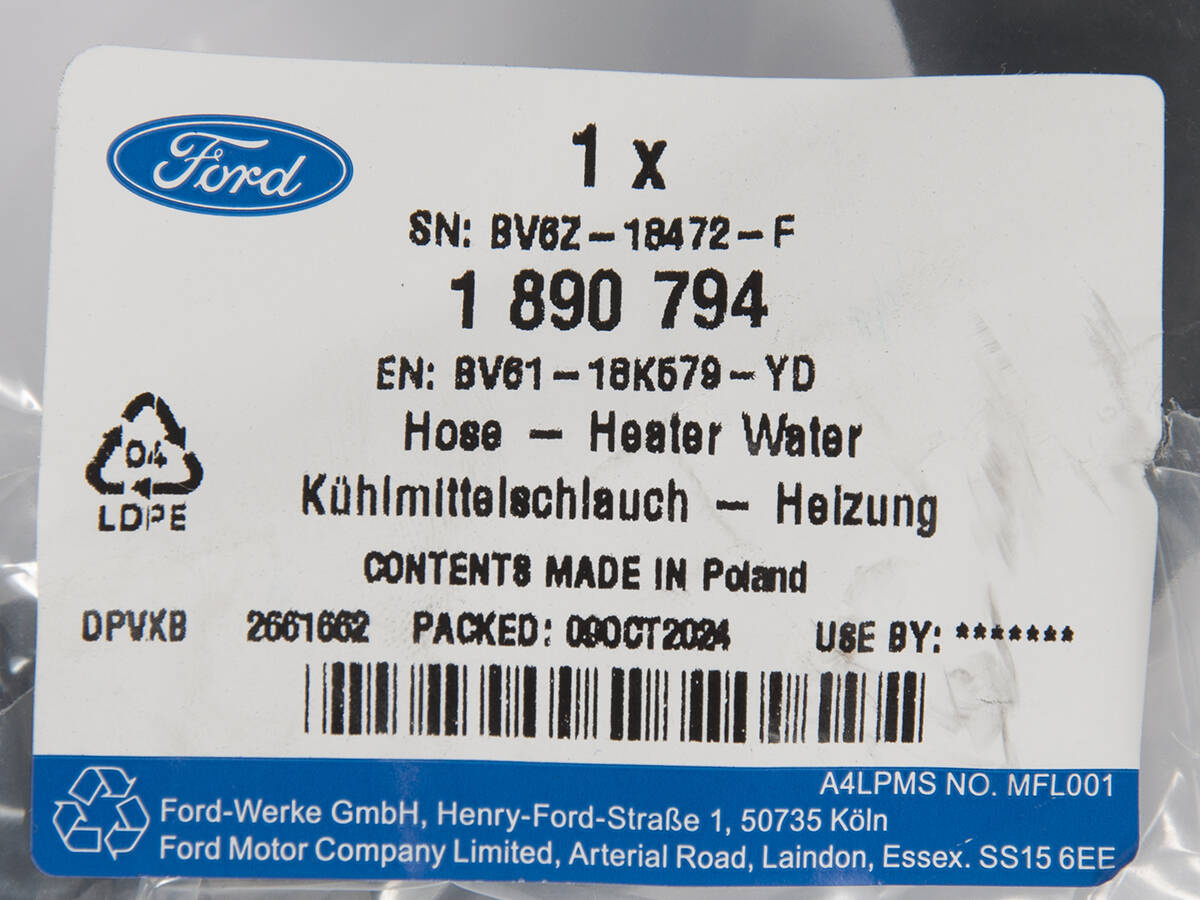 Ford
1 x
SN: BV6Z-18472-F
1 890 794
EN: BV61-18K579-YD
Hose - Heater Water
Kühlmittelschlauch - Heizung
CONTENTS MADE IN Poland
04
LDPE
DPVXB 2661662 PACKED: 09OCT2024 USE BY: *******
A4LPMS NO. MFL001
Ford-Werke GmbH, Henry-Ford-Straße 1, 50735 Köln
Ford Motor Company Limited, Arterial Road, Laindon, Essex. SS15 6EE